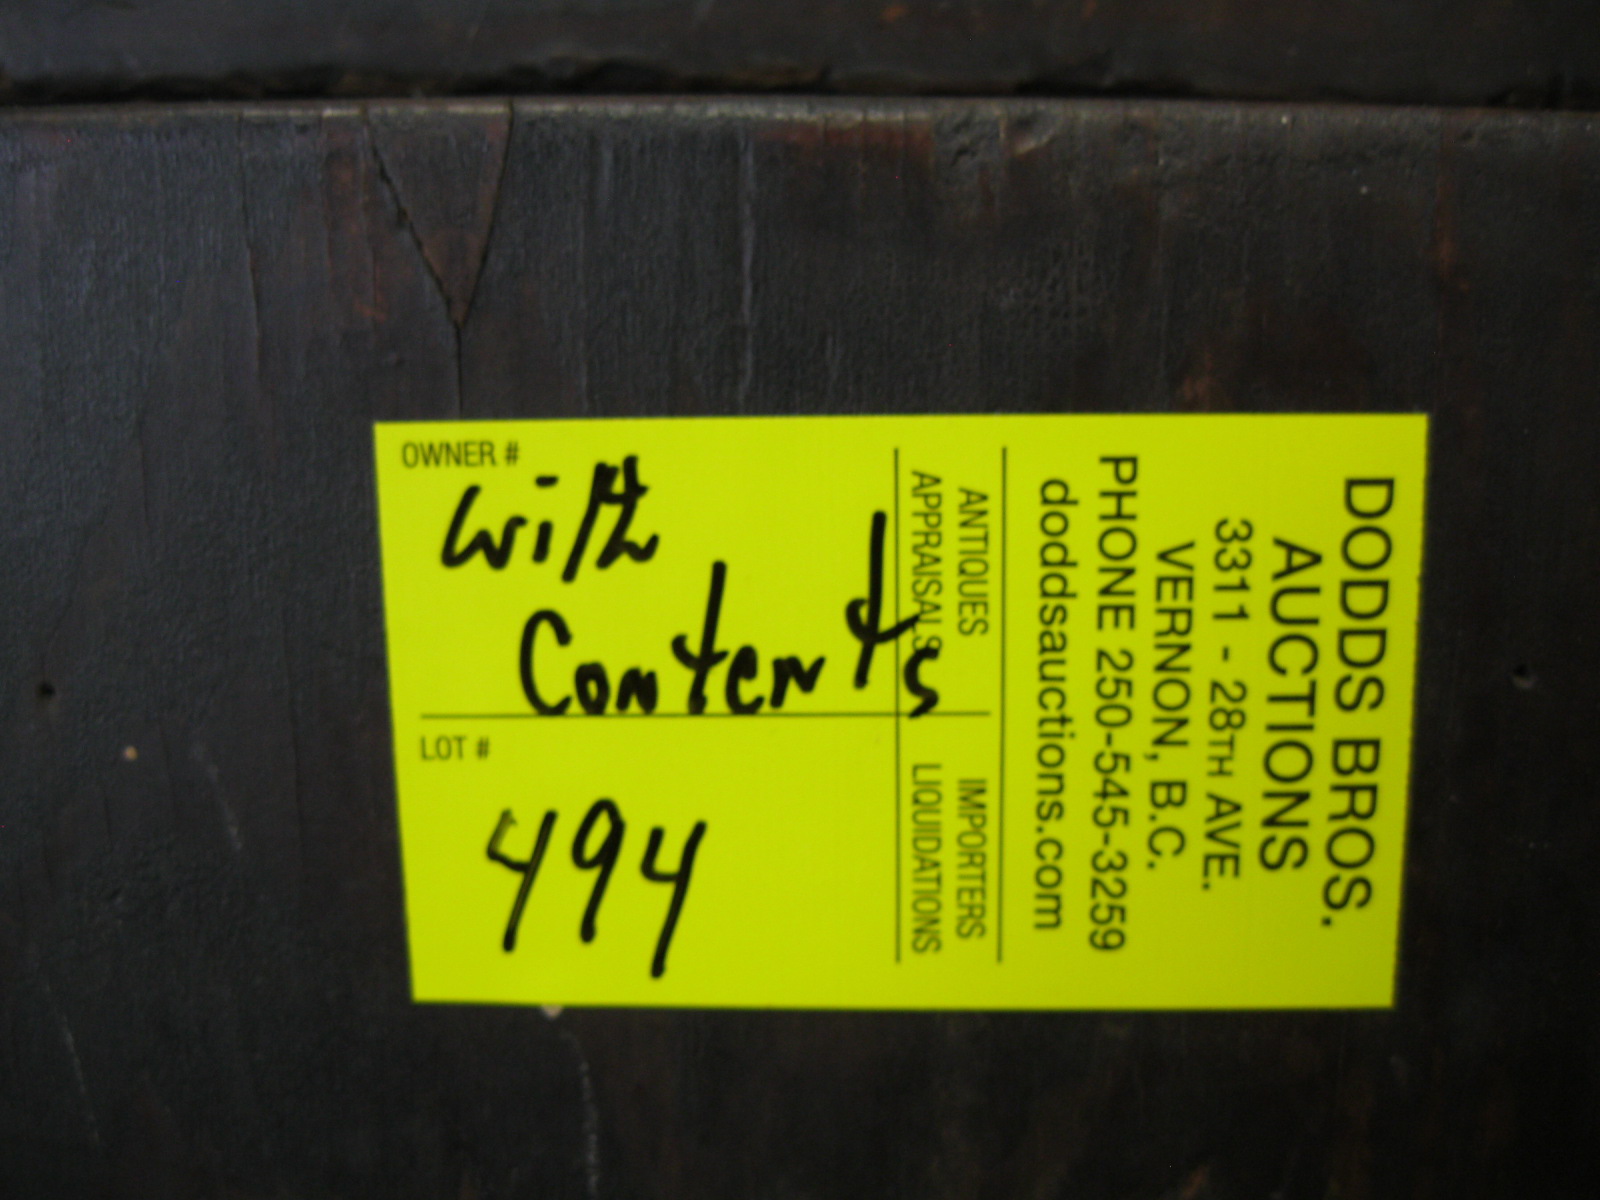 OWNER #
with
Contents
LOT #
494
DODDS BROS.
AUCTIONS
3311 - 28TH AVE.
VERNON, B.C.
PHONE 250-545-3259
doddsauctions.com
ANTIQUES
APPRAISALS
IMPORTERS
LIQUIDATIONS